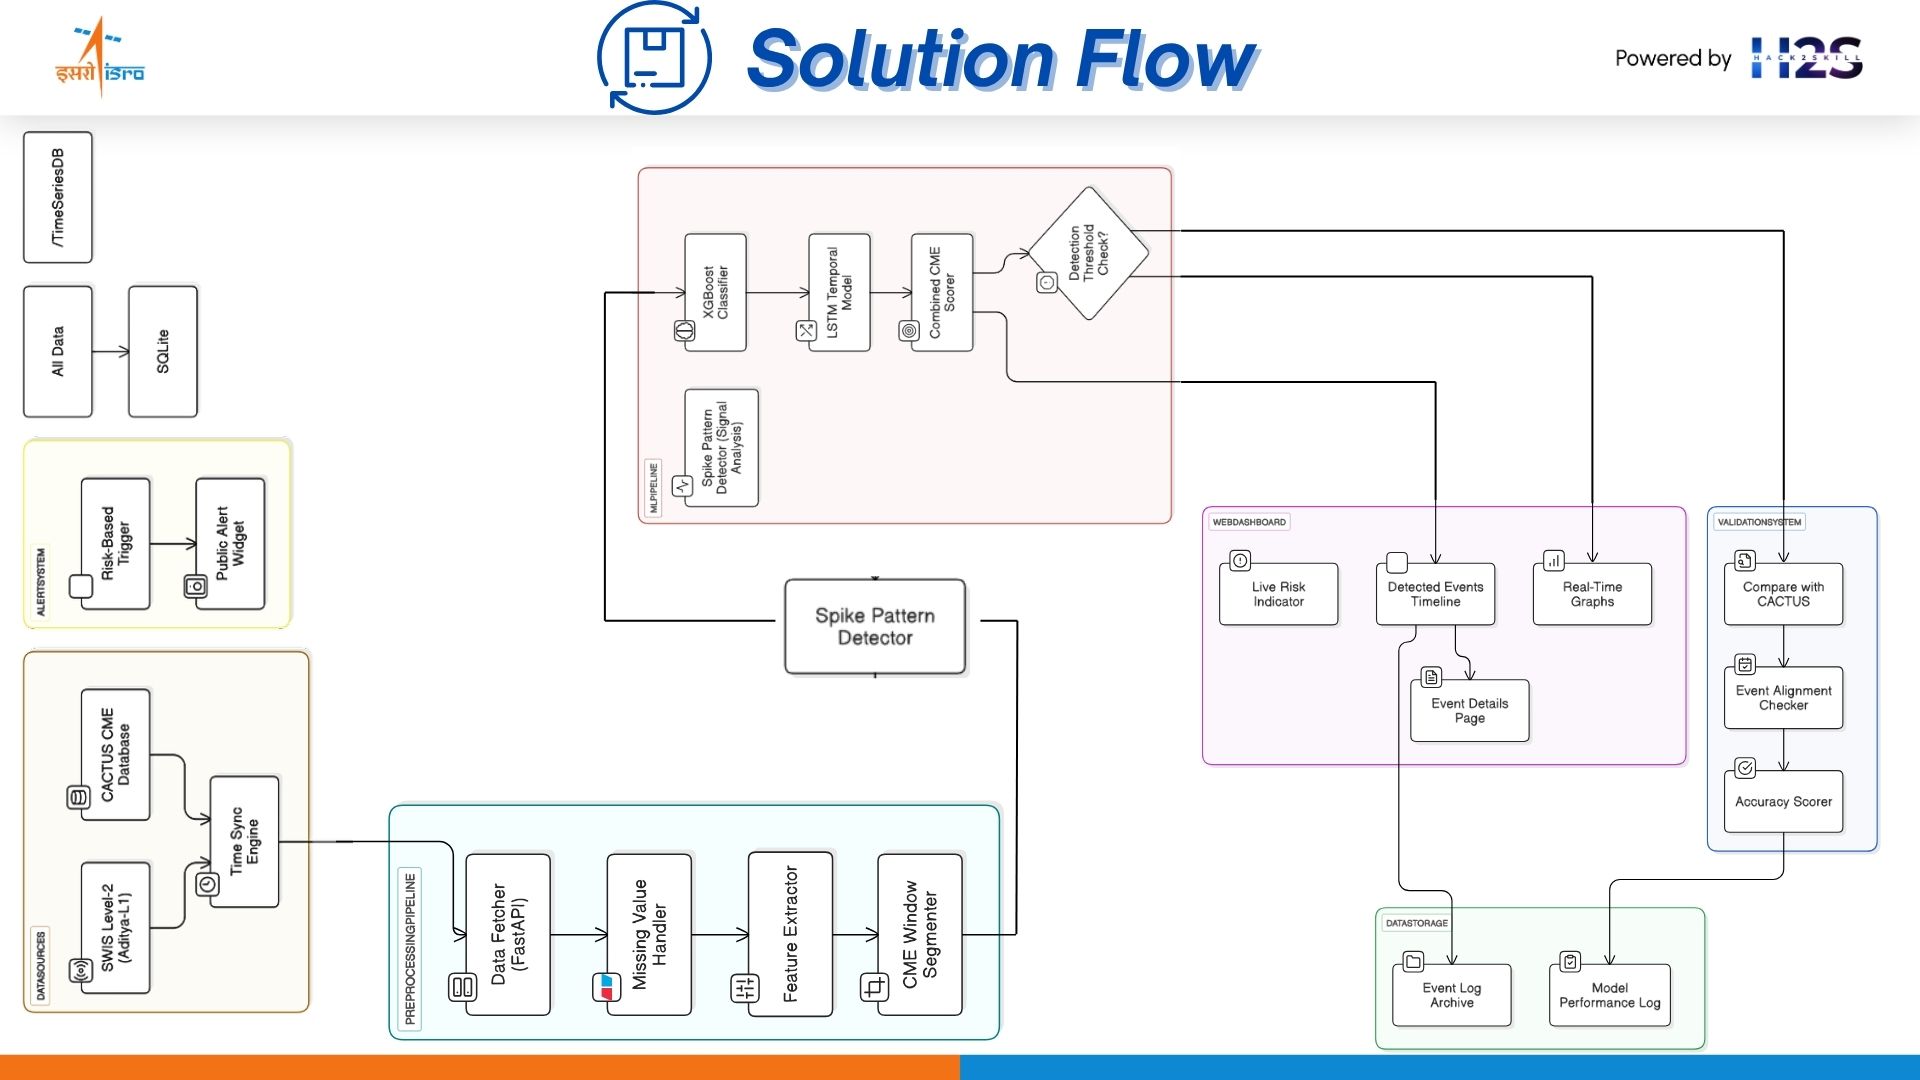 इसरो isro
Solution Flow
Powered by
H2S
HACK2SKILL
/TimeSeriesDB
All Data
SQLite
ALERTSYSTEM
Risk-Based
Trigger
Public Alert
Widget
DATASOURCES
CACTUS CME
Database
SWIS Level-2
(Aditya-L1)
Time Sync
Engine
PREPROCESSINGPIPELINE
Data Fetcher
(FastAPI)
Missing Value
Handler
Feature Extractor
CME Window
Segmenter
Spike Pattern
Detector
MLPIPELINE
XGBoost
Classifier
LSTM Temporal
Model
Combined CME
Scorer
Detection
Threshold
Check?
Spike Pattern
Detector (Signal
Analysis)
WEBDASHBOARD
Live Risk
Indicator
Detected Events
Timeline
Real-Time
Graphs
Event Details
Page
VALIDATIONSYSTEM
Compare with
CACTUS
Event Alignment
Checker
Accuracy Scorer
DATASTORAGE
Event Log
Archive
Model
Performance Log